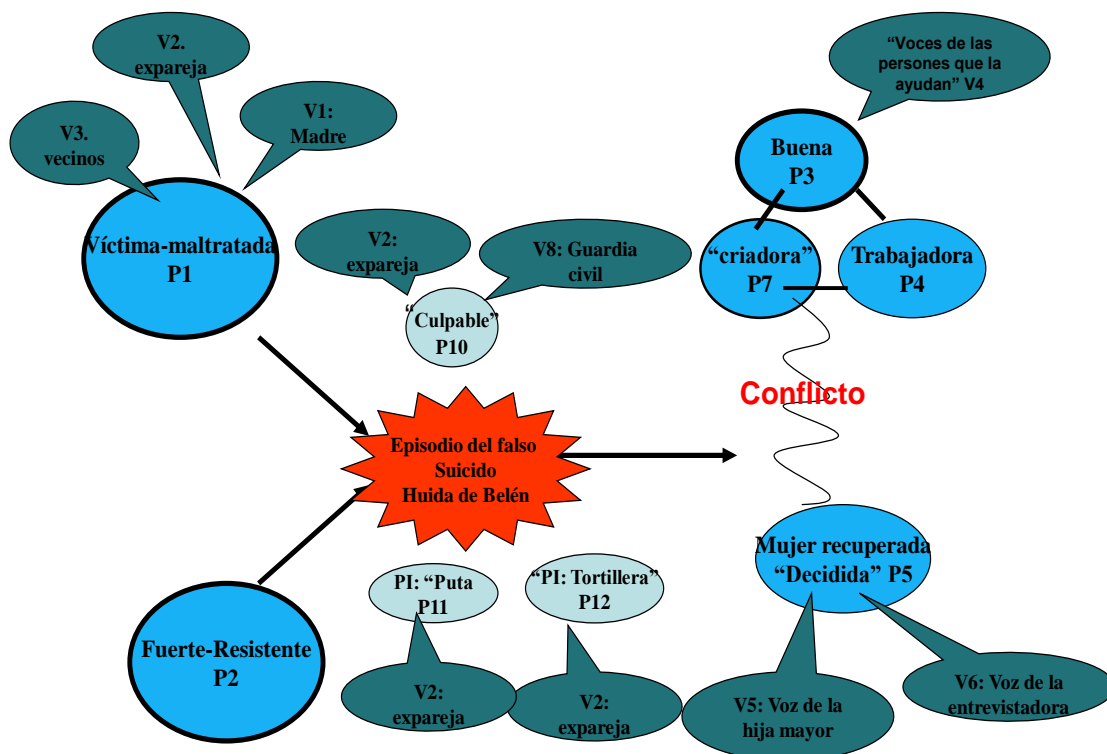 V2.
expareja
V3.
vecinos
V1:
Madre
Víctima-maltratada
P1
V2:
expareja
V8: Guardia
civil
“Culpable”
P10
“Voces de las
persones que la
ayudan” V4
Buena
P3
“criadora”
P7
Trabajadora
P4
Conflicto
Episodio del falso
Suicido
Huida de Belén
Fuerte-Resistente
P2
PI: “Puta
P11
“PI: Tortillera”
P12
V2:
expareja
V2:
expareja
Mujer recuperada
“Decidida” P5
V5: Voz de la
hija mayor
V6: Voz de la
entrevistadora